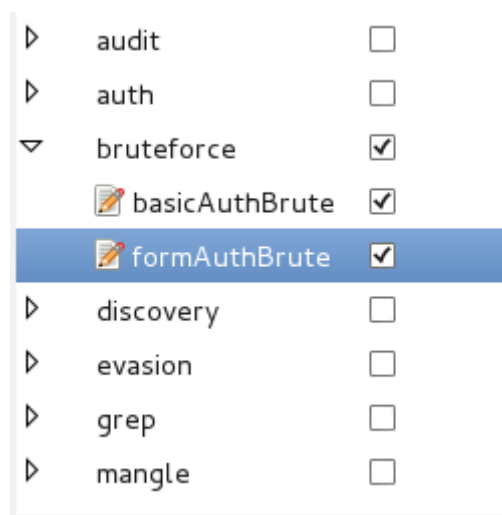 audit
auth
bruteforce
basicAuthBrute
formAuthBrute
discovery
evasion
grep
mangle